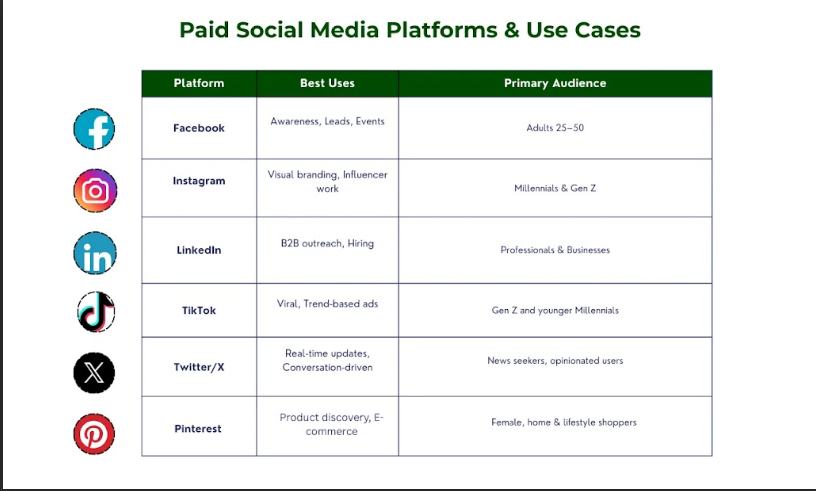 Paid Social Media Platforms & Use Cases
Platform Best Uses Primary Audience
Facebook Awareness, Leads, Events Adults 25–50
Instagram Visual branding, Influencer
work Millennials & Gen Z
LinkedIn B2B outreach, Hiring Professionals & Businesses
TikTok Viral, Trend-based ads Gen Z and younger Millennials
Twitter/X Real-time updates,
Conversation-driven News seekers, opinionated users
Pinterest Product discovery, E-
commerce Female, home & lifestyle shoppers